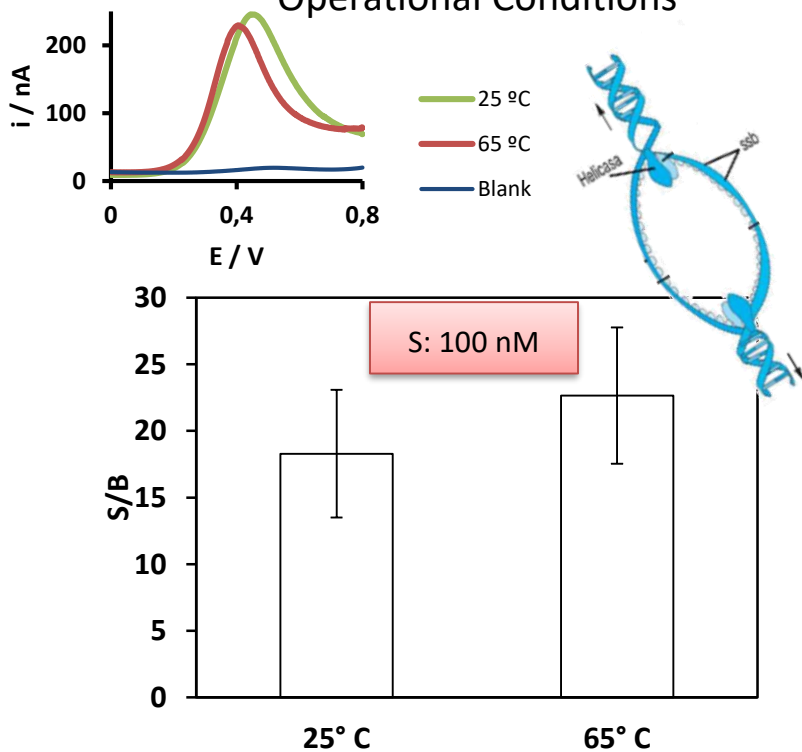 Operational Conditions
200
100
0
i / nA
0
0,4
0,8
E / V
25 ºC
65 ºC
Blank
Helicasa
ssb
30
25
20
15
10
5
0
S/B
S: 100 nM
25° C
65° C